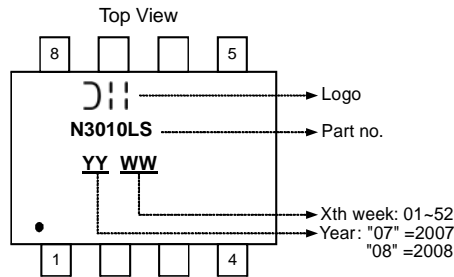 Top View
8
5
Logo
N3010LS
Part no.
YY WW
Xth week: 01~52
Year: "07" =2007
"08" =2008
1
4